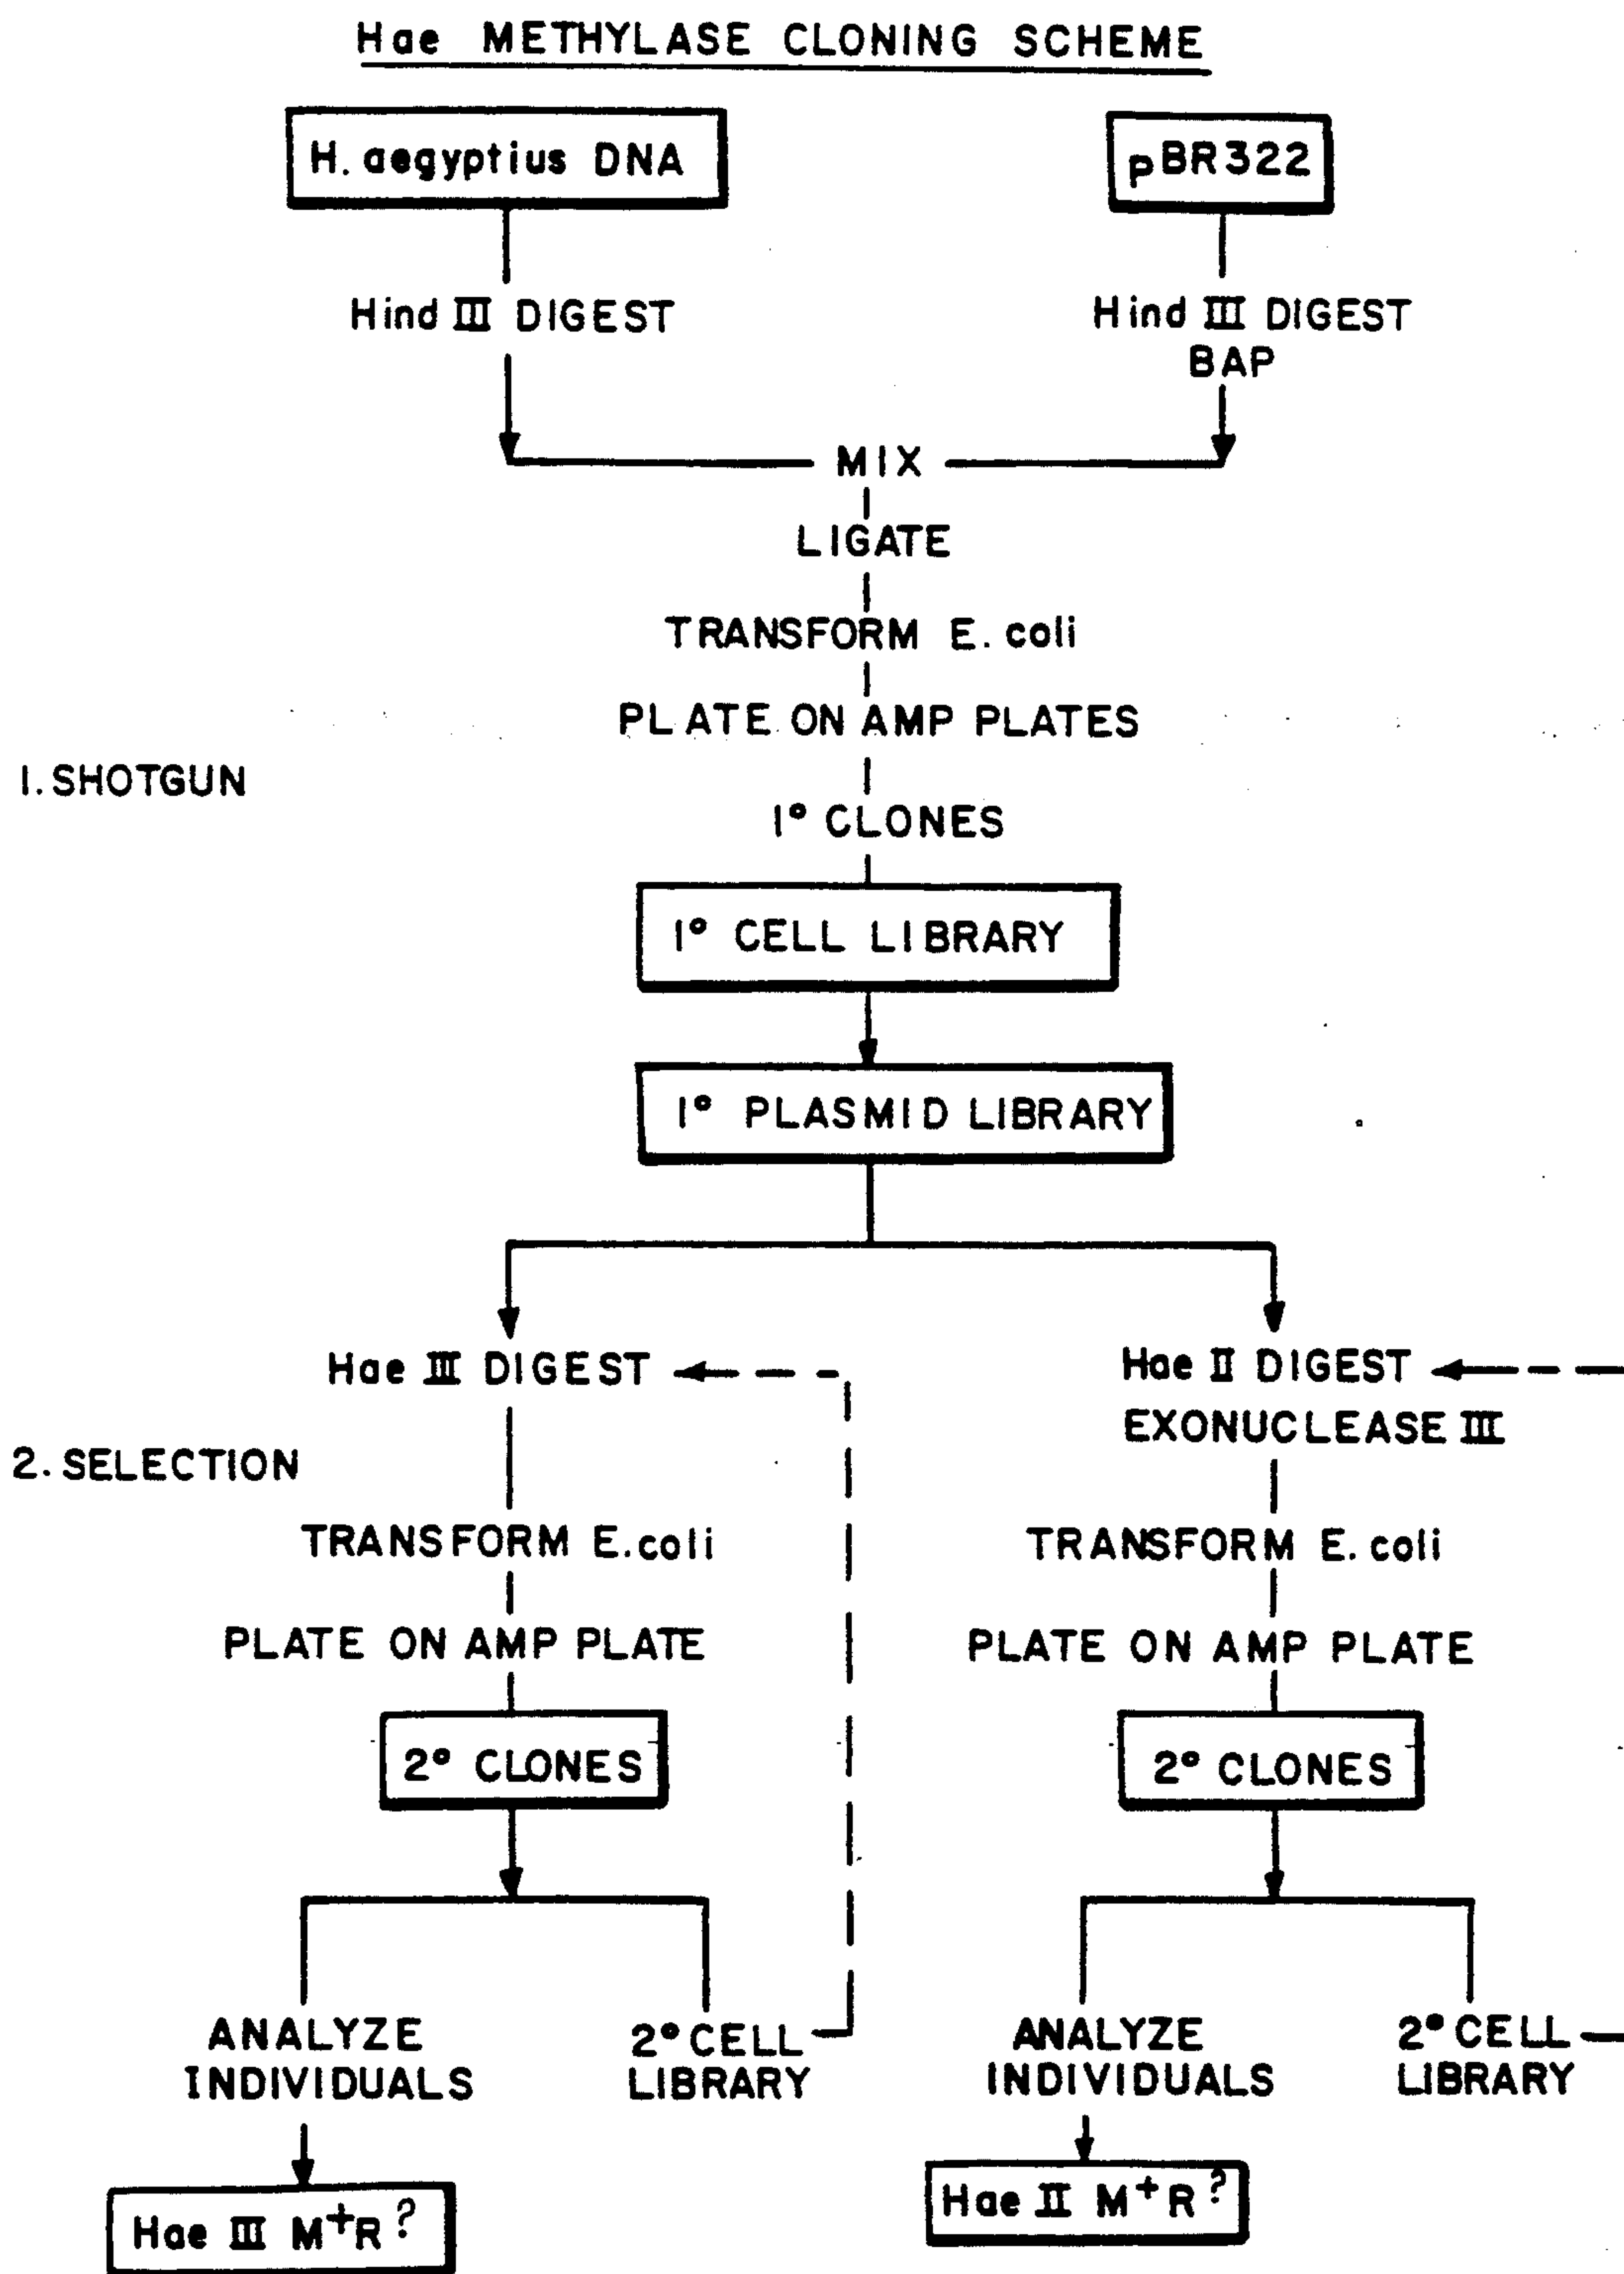 Hae METHYLASE CLONING SCHEME
H. aegyptius DNA
pBR322
Hind III DIGEST
Hind III DIGEST
BAP
MIX
LIGATE
TRANSFORM E. coli
PLATE ON AMP PLATES
1. SHOTGUN
1° CLONES
1° CELL LIBRARY
1° PLASMID LIBRARY
Hae III DIGEST
Hae II DIGEST
EXONUCLEASE III
2. SELECTION
TRANSFORM E. coli
TRANSFORM E. coli
PLATE ON AMP PLATE
PLATE ON AMP PLATE
2° CLONES
2° CLONES
ANALYZE
INDIVIDUALS
2° CELL
LIBRARY
ANALYZE
INDIVIDUALS
2° CELL
LIBRARY
Hae III M⁺R?
Hae II M⁺R?